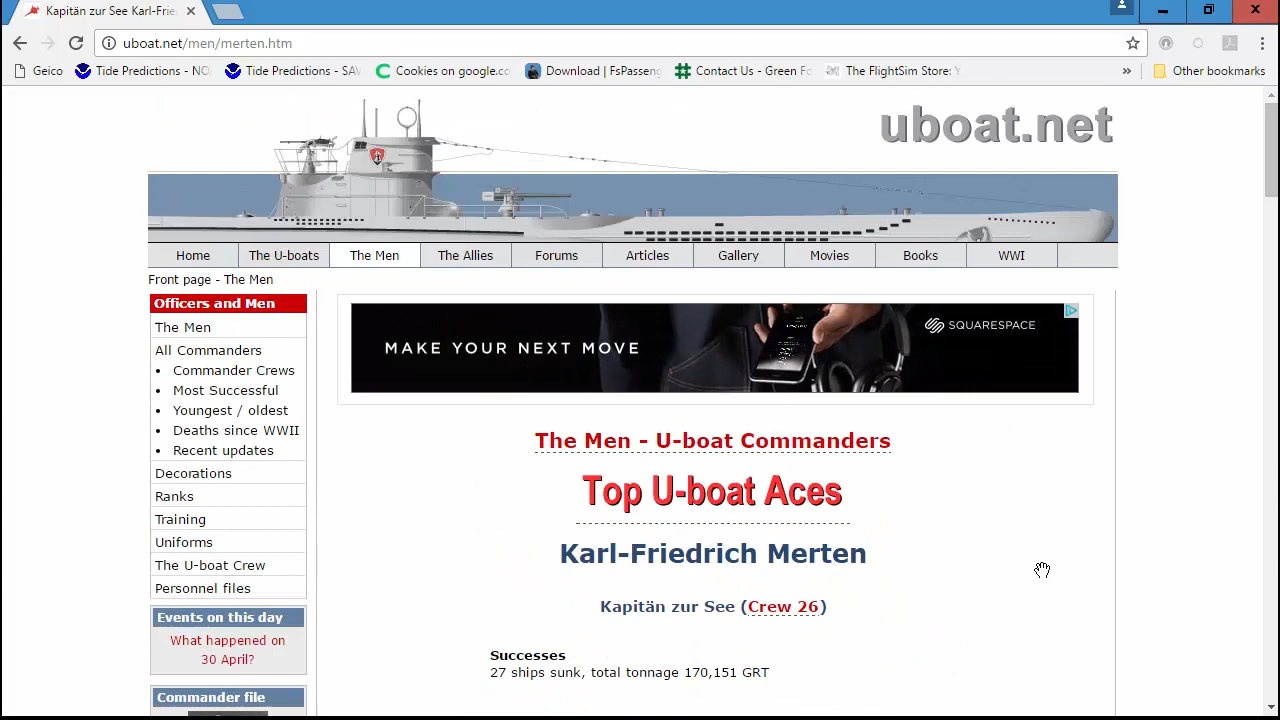 Kapitän zur See Karl-Frie
uboat.net/men/merten.htm
Geico
Tide Predictions - NO
Tide Predictions - SAV
Cookies on google.co
Download | FsPasseng
Contact Us - Green Fo
The FlightSim Store: Y
»
Other bookmarks
uboat.net
Home
The U-boats
The Men
The Allies
Forums
Articles
Gallery
Movies
Books
WWI
Front page - The Men
Officers and Men
The Men
All Commanders
• Commander Crews
• Most Successful
• Youngest / oldest
• Deaths since WWII
• Recent updates
Decorations
Ranks
Training
Uniforms
The U-boat Crew
Personnel files
Events on this day
What happened on
30 April?
Commander file
MAKE YOUR NEXT MOVE
SQUARESPACE
The Men - U-boat Commanders
Top U-boat Aces
Karl-Friedrich Merten
Kapitän zur See (Crew 26)
Successes
27 ships sunk, total tonnage 170,151 GRT